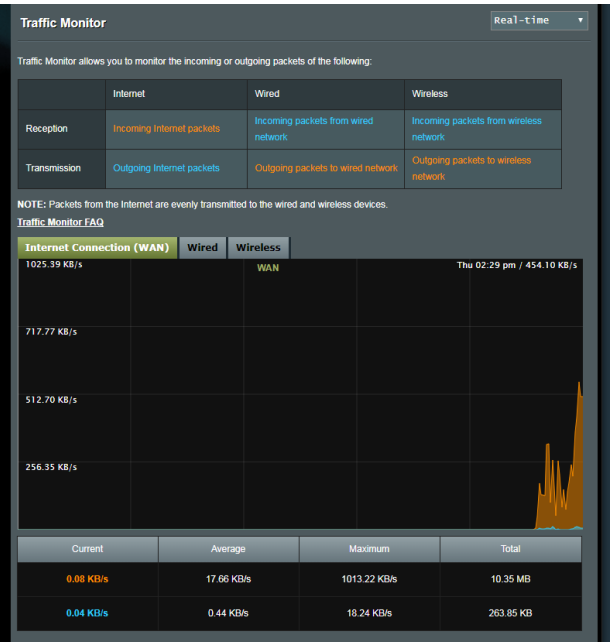 Traffic Monitor
Real-time
Traffic Monitor allows you to monitor the incoming or outgoing packets of the following:
Internet Wired Wireless
Reception Incoming Internet packets Incoming packets from wired network Incoming packets from wireless network
Transmission Outgoing Internet packets Outgoing packets to wired network Outgoing packets to wireless network
NOTE: Packets from the Internet are evenly transmitted to the wired and wireless devices.
Traffic Monitor FAQ
Internet Connection (WAN) Wired Wireless
1025.39 KB/s WAN Thu 02:29 pm / 454.10 KB/s
717.77 KB/s
512.70 KB/s
256.35 KB/s
Current Average Maximum Total
0.08 KB/s 17.66 KB/s 1013.22 KB/s 10.35 MB
0.04 KB/s 0.44 KB/s 18.24 KB/s 263.85 KB